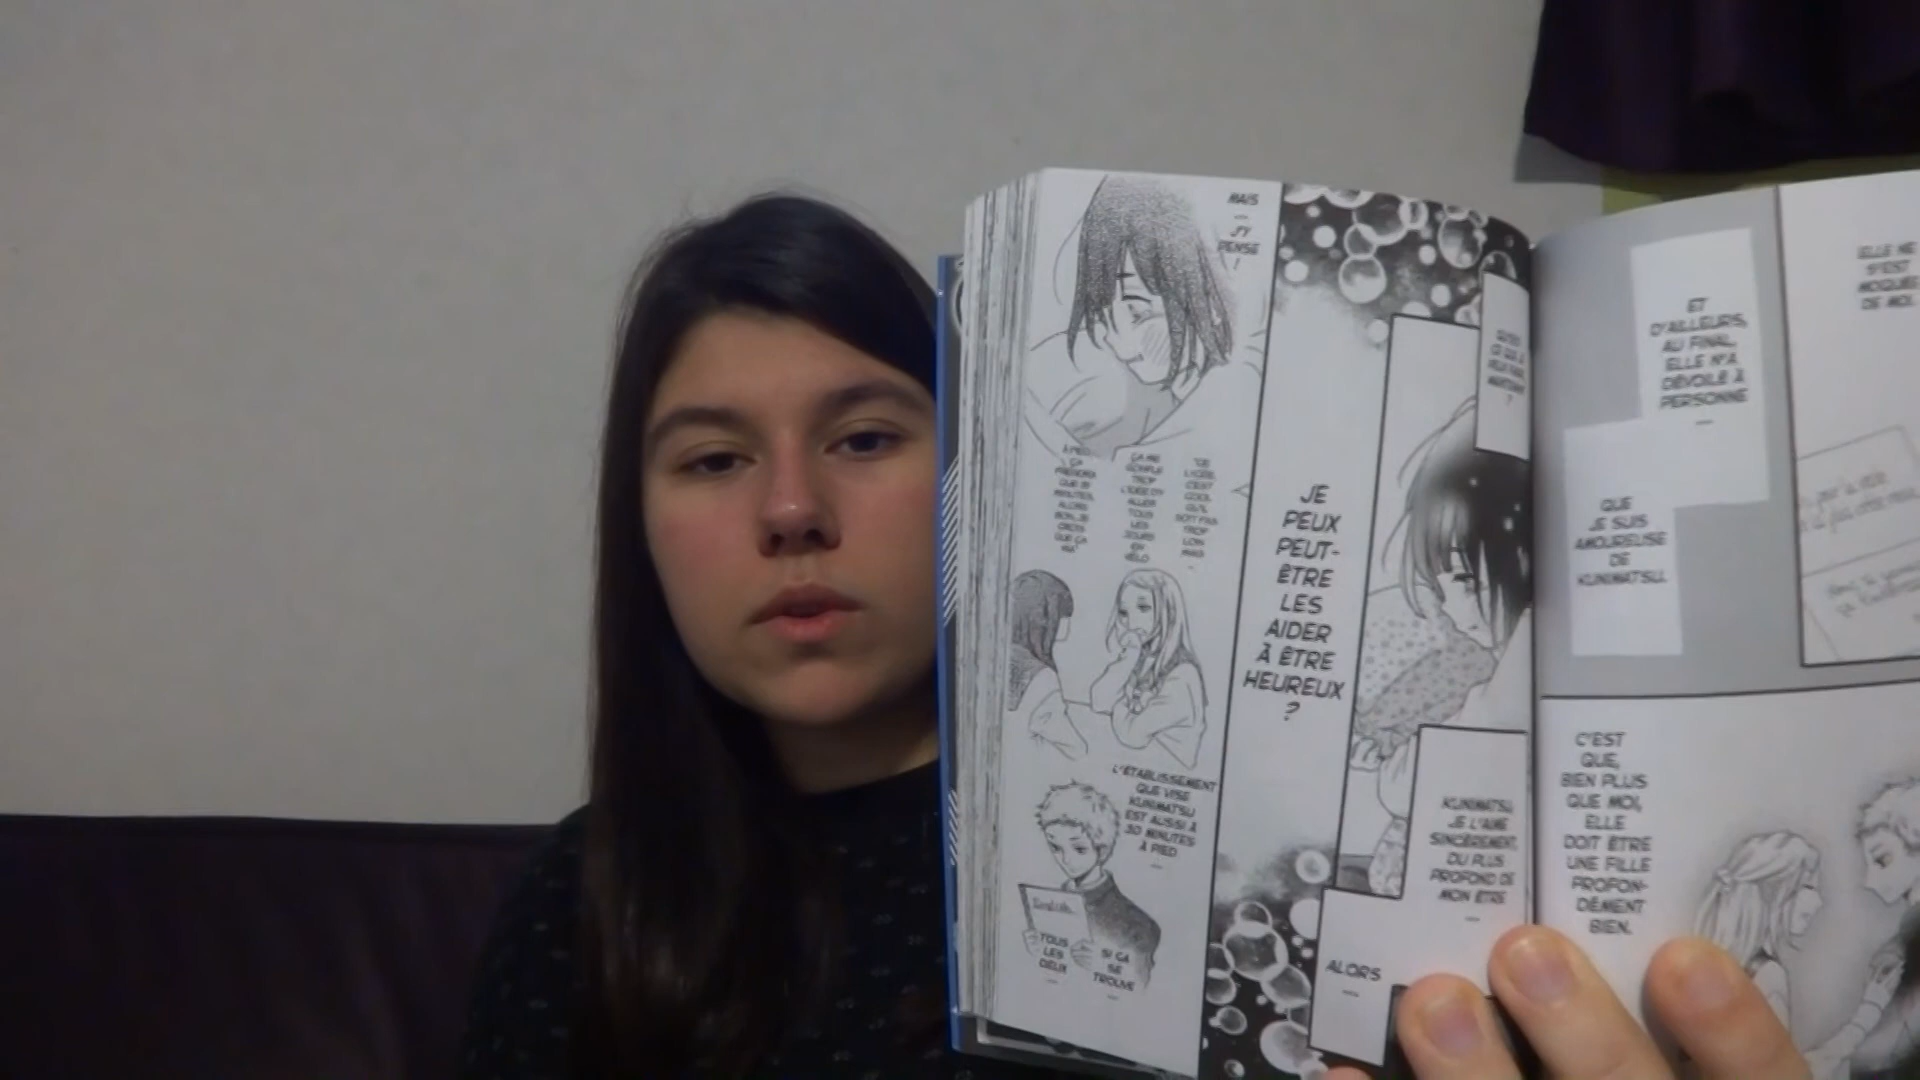 MAIS
...
J'Y
PENSE
!
À PIED,
ÇA
PRENDRA
QUE 30
MINUTES,
ALORS
BON, JE
CROIS
QUE ÇA
VA.
ÇA ME
GONFLE
TROP
L'IDÉE D'Y
ALLER
TOUS
LES
JOURS
EN
VÉLO
"CE
LYCÉE,
C'EST
COOL
QU'IL
SOIT PAS
TROP
LOIN
MAIS
...
L'ÉTABLISSEMENT
QUE VISE
KUNIMATSU
EST AUSSI À
30 MINUTES
À PIED
...
English
TOUS
LES
DEUX
...
SI ÇA
SE
TROUVE
...
JE
PEUX
PEUT-
ÊTRE
LES
AIDER
À ÊTRE
HEUREUX
?
KUNIMATSU,
JE L'AIME
SINCÈREMENT,
DU PLUS
PROFOND DE
MON ÊTRE
...
ALORS
...
ET
D'AILLEURS,
AU FINAL,
ELLE N'A
DÉVOILÉ À
PERSONNE
...
QUE
JE SUIS
AMOUREUSE
DE
KUNIMATSU.
ELLE NE
S'EST
MOQUÉE
DE MOI.
C'EST
QUE,
BIEN PLUS
QUE MOI,
ELLE
DOIT ÊTRE
UNE FILLE
PROFON-
DÉMENT
BIEN.